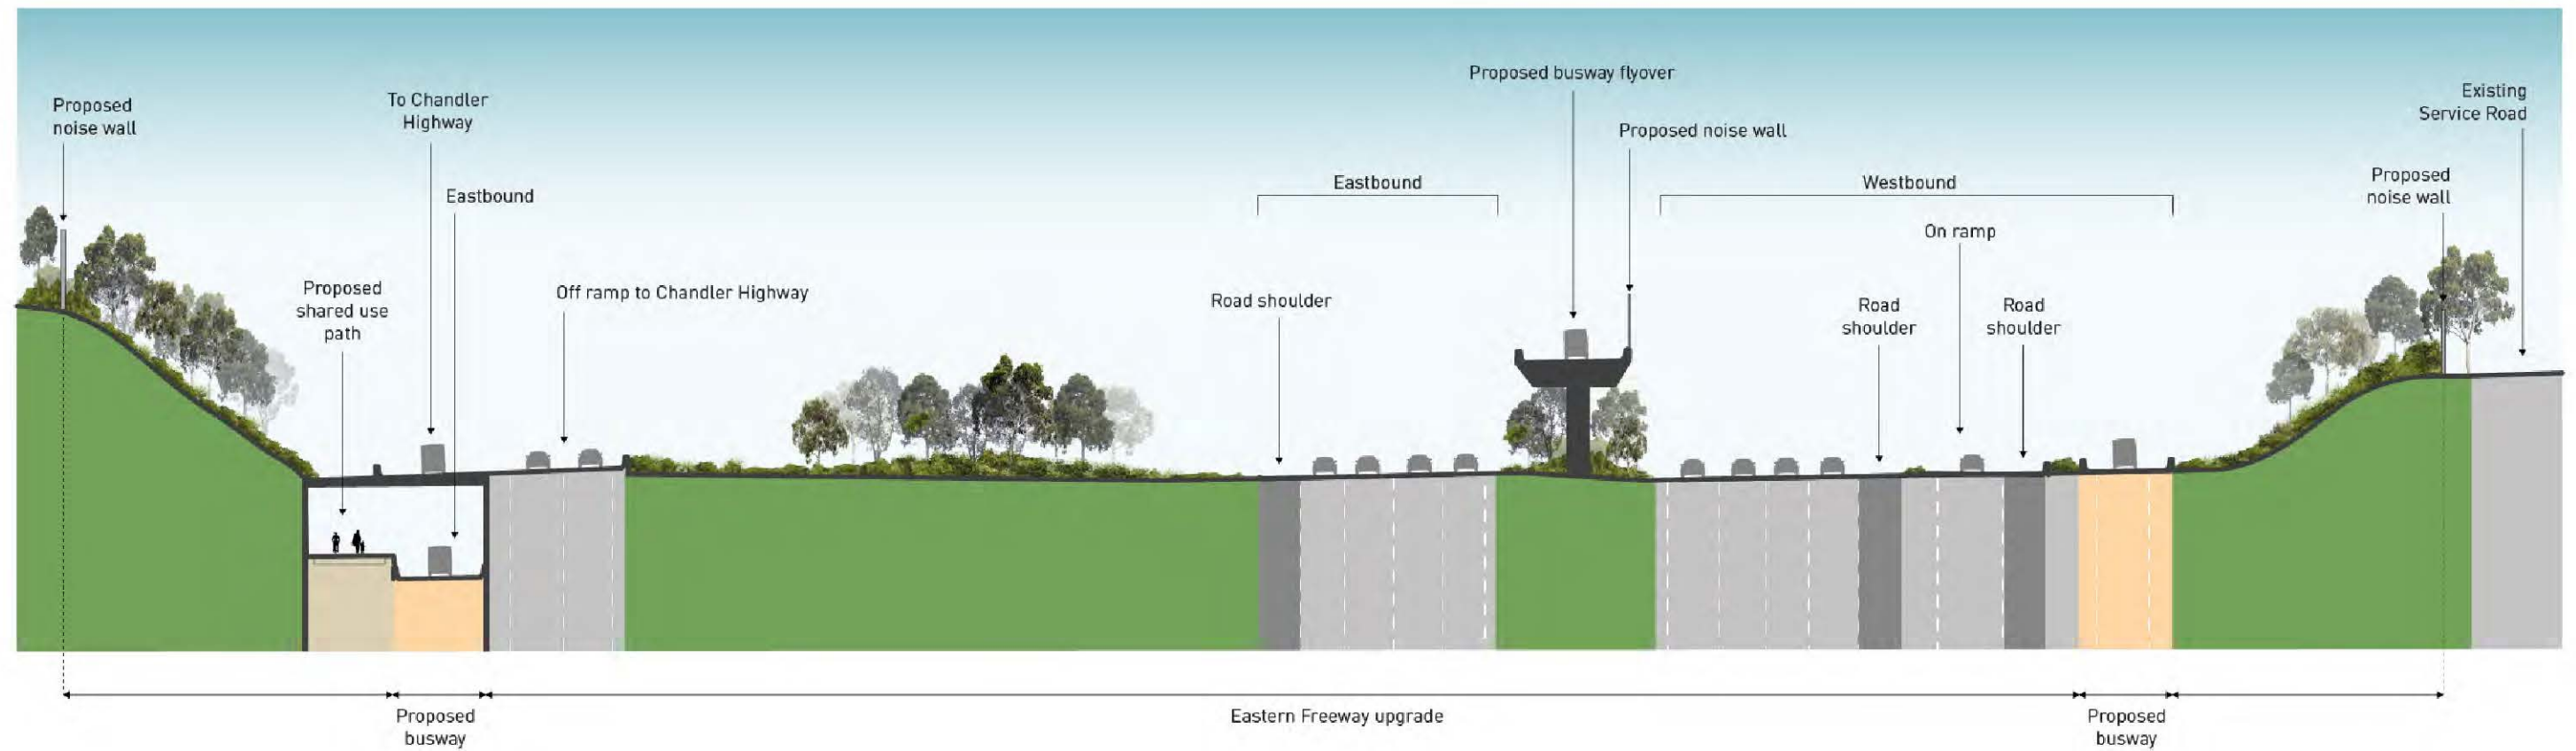 Proposed
noise wall
To Chandler
Highway
Eastbound
Proposed
shared use
path
Off ramp to Chandler Highway
Road shoulder
Eastbound
Proposed busway flyover
Proposed noise wall
Westbound
On ramp
Road
shoulder
Road
shoulder
Proposed
noise wall
Existing
Service Road
Proposed
busway
Eastern Freeway upgrade
Proposed
busway